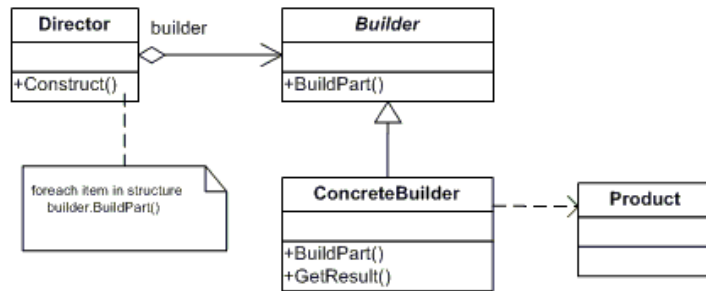 Director
builder
Builder
+Construct()
+BuildPart()
foreach item in structure
builder.BuildPart()
ConcreteBuilder
Product
+BuildPart()
+GetResult()